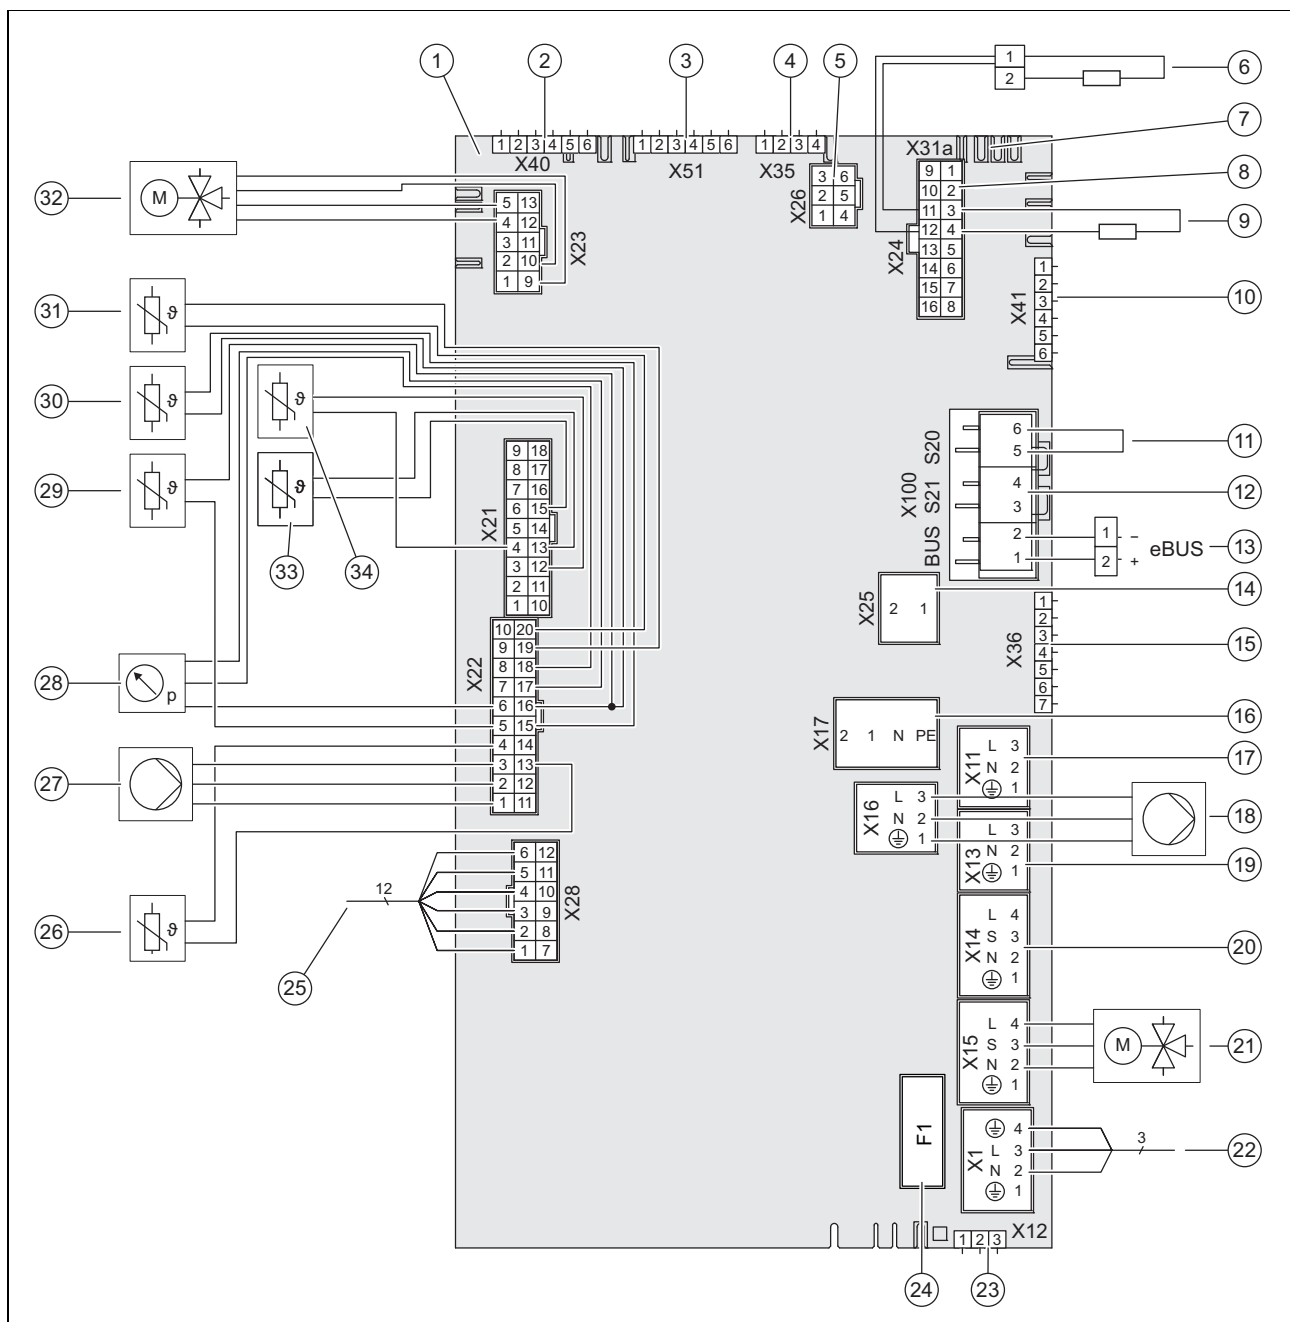 1 2 3 4 5 6
7
8
9
10
11
12
13
14
15
16
17
18
19
20
21
22
23
24
25
26
27
28
29
30
31
32
33 34
1 2 3 4 5 6
X40
1 2 3 4 5 6
X51
1 2 3 4
X35
3 6
2 5
1 4
X26
X31a
9 1
10 2
11 3
12 4
13 5
14 6
15 7
16 8
X24
1
2
M
5 13
4 12
3 11
2 10
1 9
X23
1
2
3
4
5
6
X41
ϑ
ϑ
ϑ
ϑ
ϑ
9 18
8 17
7 16
6 15
5 14
4 13
3 12
2 11
1 10
X21
6
5
4
3
2
1
BUS S21 S20
X100
1 –
2 +
eBUS
X25
2 1
1
2
3
4
5
6
7
X36
10 20
9 19
8 18
7 17
6 16
5 15
4 14
3 13
2 12
1 11
X22
p
X17
2 1 N PE
X11
L 3
N 2
1
X16
L 3
N 2
1
X13
L 3
N 2
1
6 12
5 11
4 10
3 9
2 8
1 7
X28
12
ϑ
X14
L 4
S 3
N 2
1
X15
L 4
S 3
N 2
1
M
F1
X1
4
L 3
N 2
1
3
1 2 3
X12